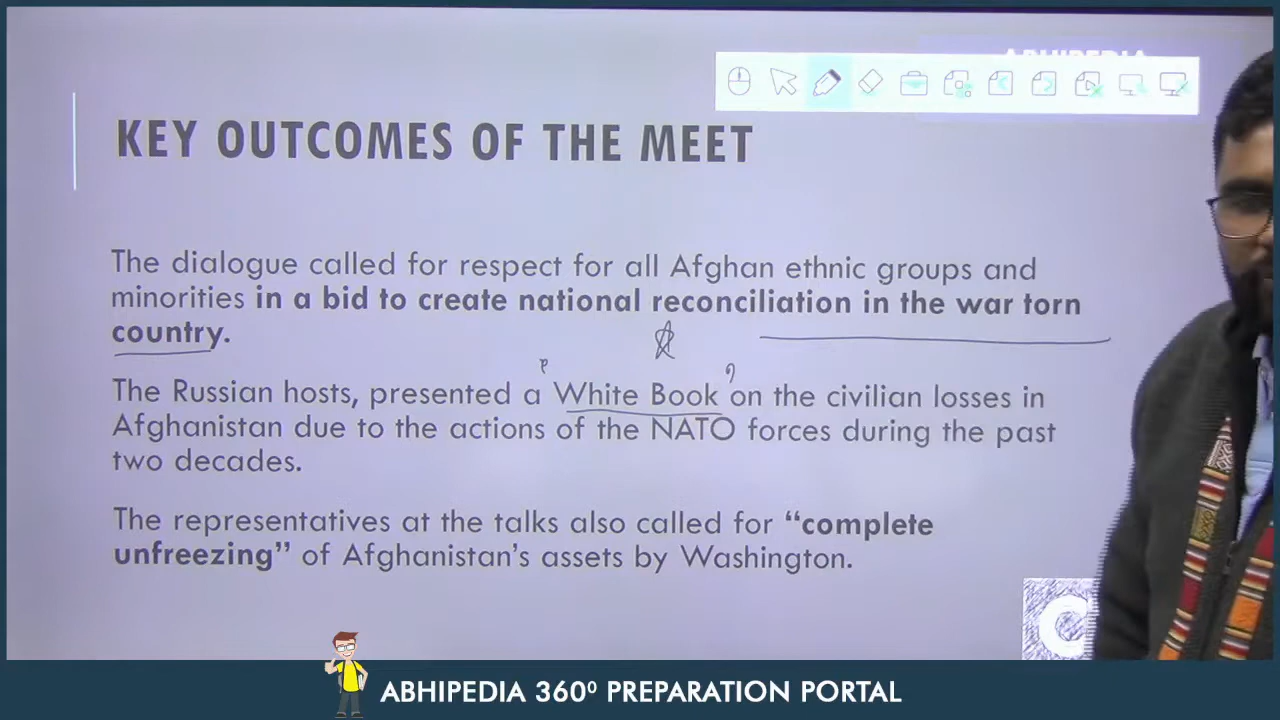 ABHIPEDIA
KEY OUTCOMES OF THE MEET
The dialogue called for respect for all Afghan ethnic groups and
minorities in a bid to create national reconciliation in the war torn
country.
The Russian hosts, presented a White Book on the civilian losses in
Afghanistan due to the actions of the NATO forces during the past
two decades.
The representatives at the talks also called for “complete
unfreezing” of Afghanistan’s assets by Washington.
ABHIPEDIA 360⁰ PREPARATION PORTAL